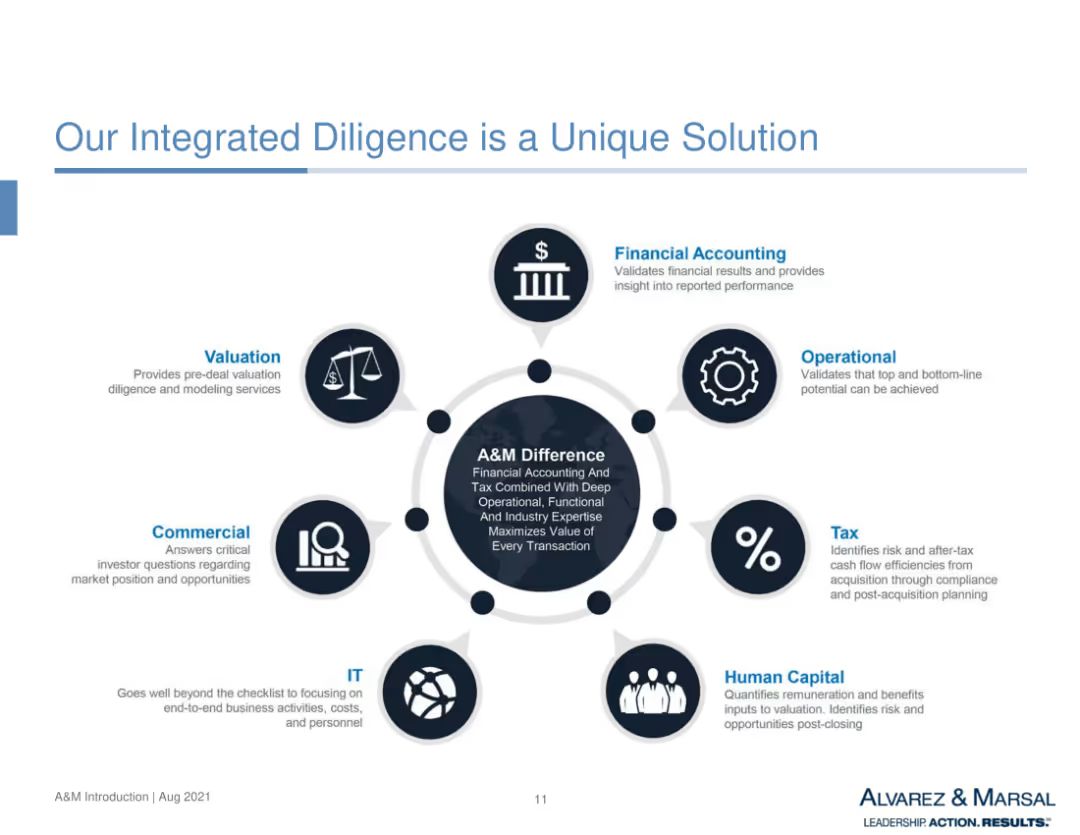 Our Integrated Diligence is a Unique Solution
$
Financial Accounting
Validates financial results and provides
insight into reported performance
Valuation
Provides pre-deal valuation
diligence and modeling services
$
Operational
Validates that top and bottom-line
potential can be achieved
A&M Difference
Financial Accounting And
Tax Combined With Deep
Operational, Functional
And Industry Expertise
Maximizes Value of
Every Transaction
Commercial
Answers critical
investor questions regarding
market position and opportunities
%
Tax
Identifies risk and after-tax
cash flow efficiencies from
acquisition through compliance
and post-acquisition planning
IT
Goes well beyond the checklist to focusing on
end-to-end business activities, costs,
and personnel
Human Capital
Quantifies remuneration and benefits
inputs to valuation. Identifies risk and
opportunities post-closing
A&M Introduction | Aug 2021
11
ALVAREZ & MARSAL
LEADERSHIP. ACTION. RESULTS.℠